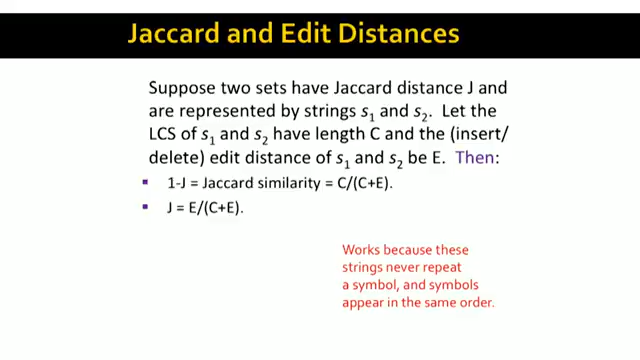 Jaccard and Edit Distances
Suppose two sets have Jaccard distance J and
are represented by strings s₁ and s₂. Let the
LCS of s₁ and s₂ have length C and the (insert/
delete) edit distance of s₁ and s₂ be E. Then:
▪ 1-J = Jaccard similarity = C/(C+E).
▪ J = E/(C+E).
Works because these
strings never repeat
a symbol, and symbols
appear in the same order.